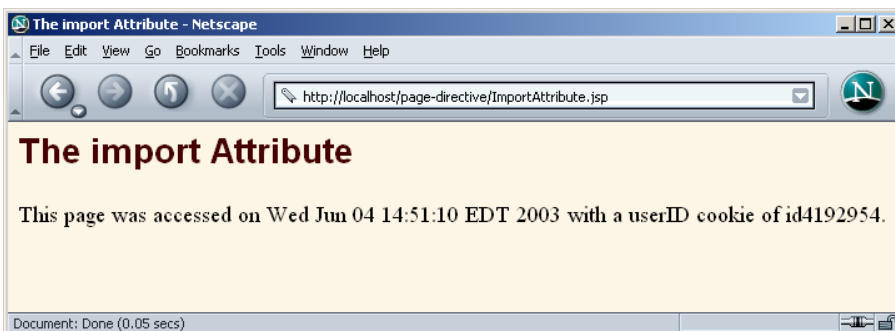 The import Attribute - Netscape
File Edit View Go Bookmarks Tools Window Help
http://localhost/page-directive/ImportAttribute.jsp
N
The import Attribute
This page was accessed on Wed Jun 04 14:51:10 EDT 2003 with a userID cookie of id4192954.
Document: Done (0.05 secs)